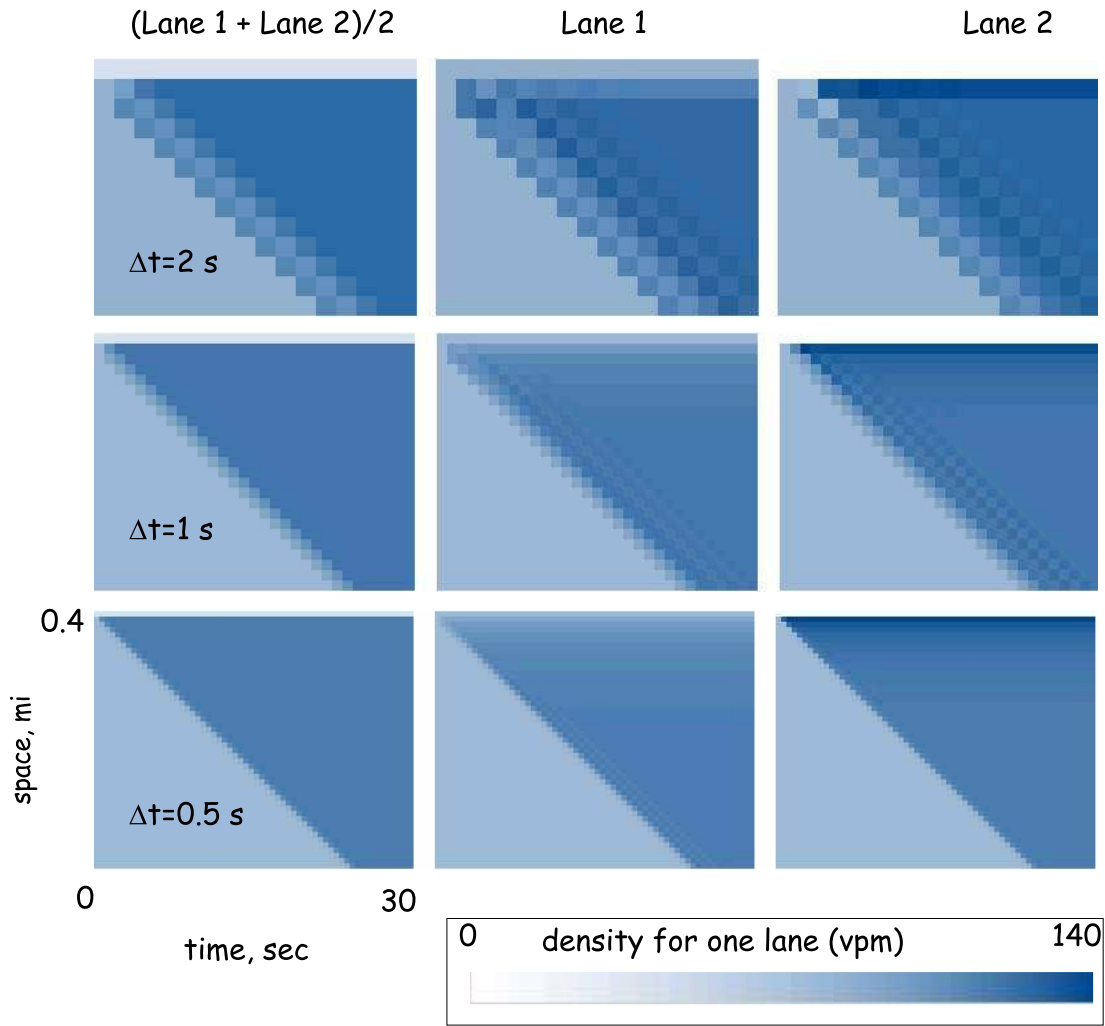 (Lane 1 + Lane 2)/2 Lane 1 Lane 2
Δt=2 s
Δt=1 s
0.4
space, mi
Δt=0.5 s
0 30
time, sec
0 density for one lane (vpm) 140